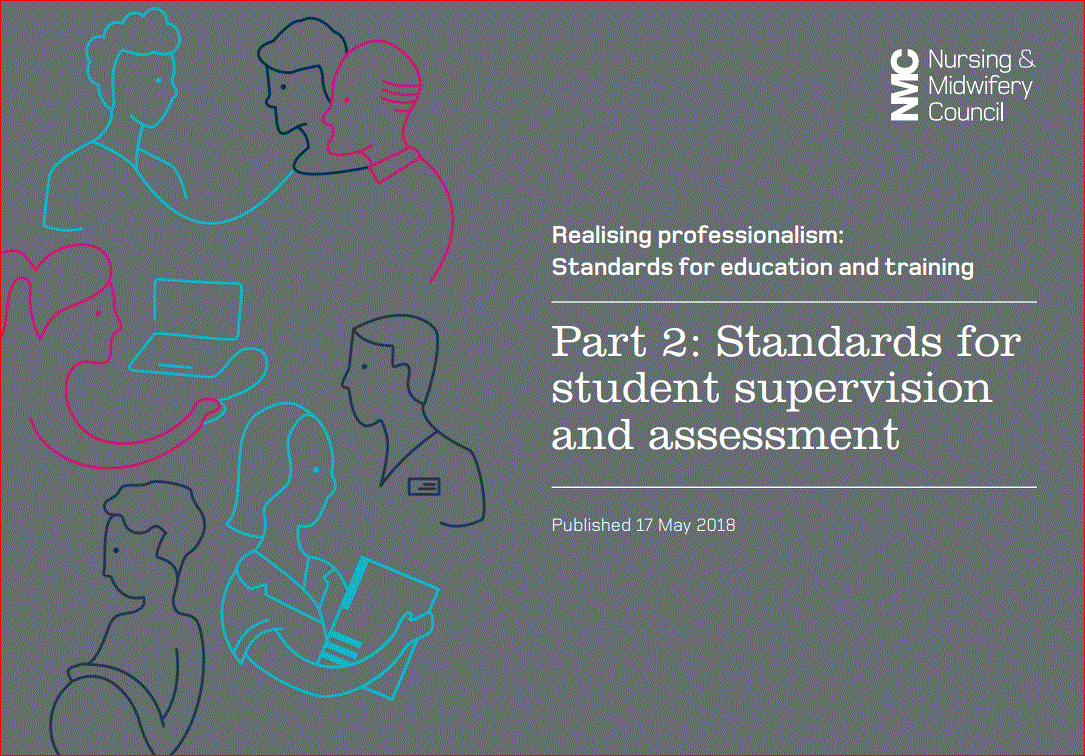 NMC
Nursing &
Midwifery
Council
Realising professionalism:
Standards for education and training
Part 2: Standards for
student supervision
and assessment
Published 17 May 2018